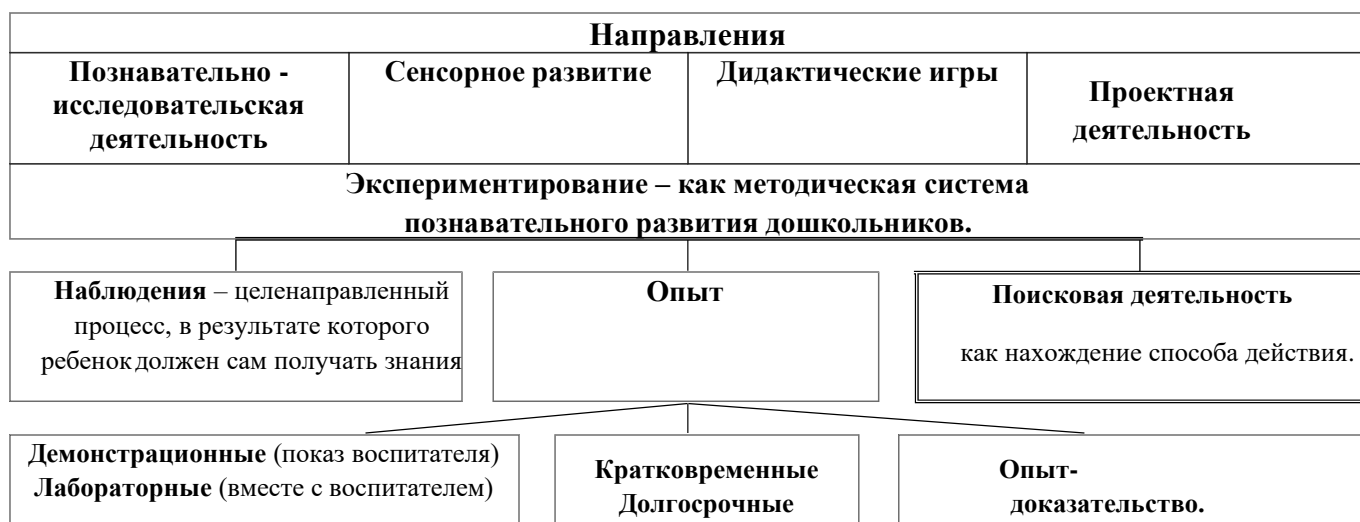 Направления
Познавательно -
исследовательская
деятельность
Сенсорное развитие
Дидактические игры
Проектная
деятельность
Экспериментирование – как методическая система
познавательного развития дошкольников.
Наблюдения – целенаправленный
процесс, в результате которого
ребенок должен сам получать знания
Опыт
Поисковая деятельность
как нахождение способа действия.
Демонстрационные (показ воспитателя)
Лабораторные (вместе с воспитателем)
Кратковременные
Долгосрочные
Опыт-
доказательство.